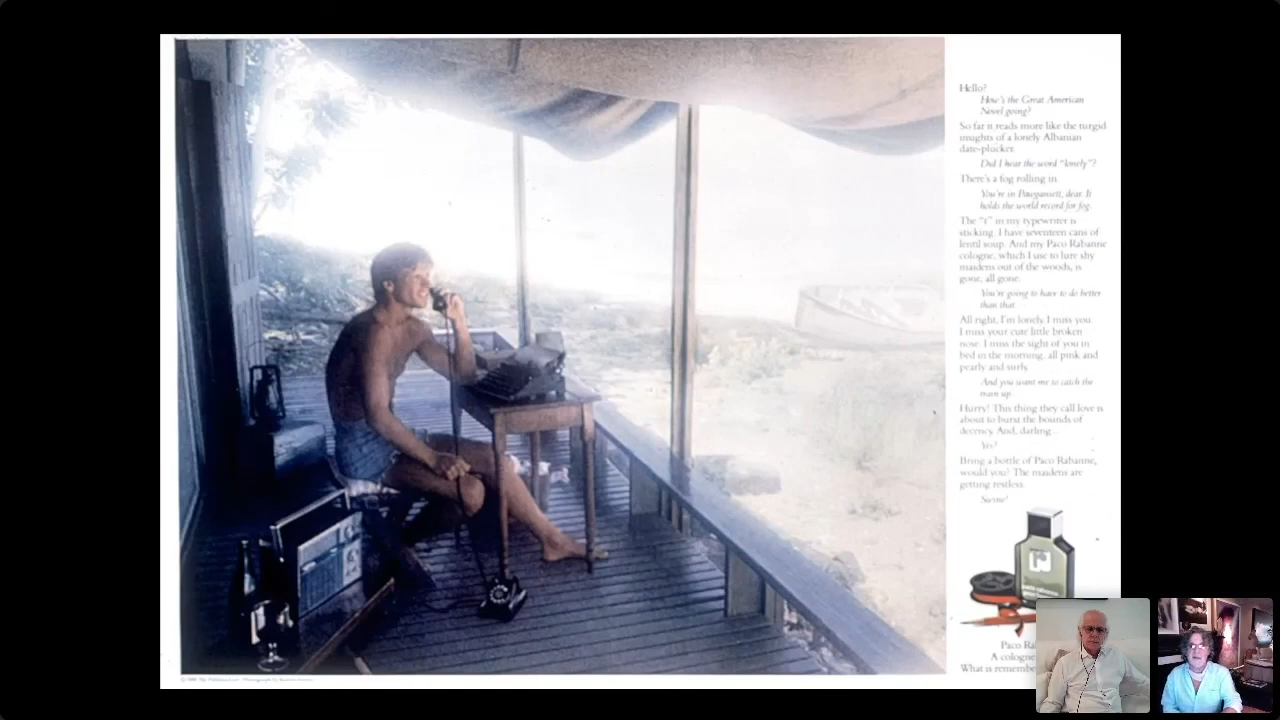 Hello?
How's the Great American
Novel going?
So far it reads more like the turgid
insights of a lonely Albanian
date-plucker.
Did I hear the word "lonely"?
There's a fog rolling in.
You're in Pawgansett, dear. It
holds the world record for fog.
The "t" in my typewriter is
sticking. I have seventeen cans of
lentil soup. And my Paco Rabanne
cologne, which I use to lure shy
maidens out of the woods, is
gone, all gone.
You're going to have to do better
than that.
All right, I'm lonely. I miss you.
I miss your cute little broken
nose. I miss the sight of you in
bed in the morning, all pink and
pearly and surly.
And you want me to catch the
train up.
Hurry! This thing they call love is
about to burst the bounds of
decency. And, darling...
Yes?
Bring a bottle of Paco Rabanne,
would you? The maidens are
getting restless.
Swine!
paco rabanne
Paco Ra
A cologne
What is remembe